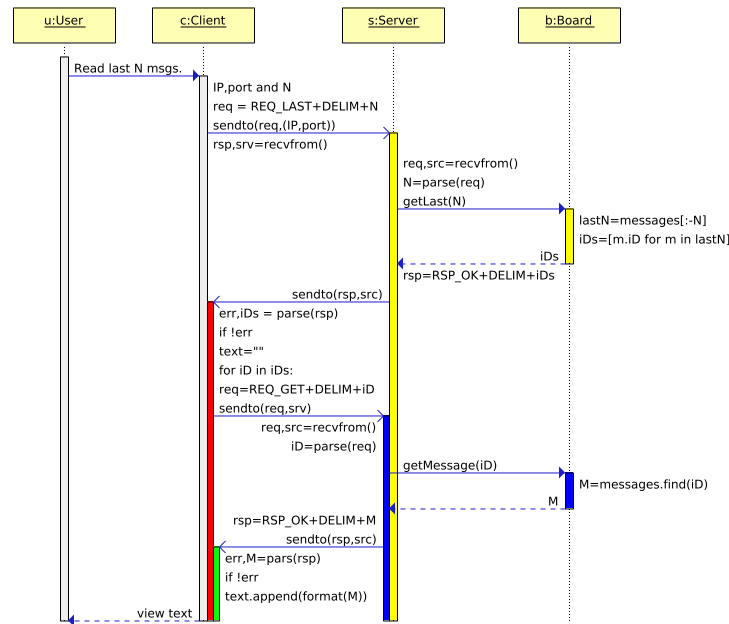 u:User
c:Client
s:Server
b:Board
Read last N msgs.
IP,port and N
req = REQ_LAST+DELIM+N
sendto(req,(IP,port))
rsp,srv=recvfrom()
req,src=recvfrom()
N=parse(req)
getLast(N)
lastN=messages[:-N]
iDs=[m.iD for m in lastN]
iDs
rsp=RSP_OK+DELIM+iDs
sendto(rsp,src)
err,iDs = parse(rsp)
if !err
text=""
for iD in iDs:
req=REQ_GET+DELIM+iD
sendto(req,srv)
req,src=recvfrom()
iD=parse(req)
getMessage(iD)
M=messages.find(iD)
M
rsp=RSP_OK+DELIM+M
sendto(rsp,src)
err,M=pars(rsp)
if !err
text.append(format(M))
view text